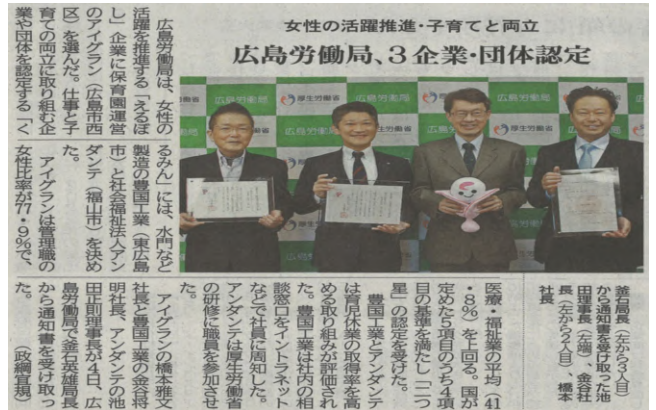 女性の活躍推進・子育てと両立
広島労働局、3企業・団体認定
広島労働局は、女性の
活躍を推進する「えるぼ
し」企業に保育園運営
のアイグラン(広島市西
区)を選んだ。仕事と子
育ての両立に取り組む企
業や団体を認定する「く
るみん」には、水門など
製造の豊国工業(東広島
市)と社会福祉法人アン
ダンテ(福山市)を決め
た。
アイグランは管理職の
女性比率が77・9%で、
医療・福祉業の平均(41
・8%)を上回る。国が
定めた5項目のうち4項
目の基準を満たし「二つ
星」の認定を受けた。
豊国工業とアンダンテ
は育児休業の取得率を高
める取り組みが評価され
た。豊国工業は社内の相
談窓口をイントラネット
などで社員に周知した。
アンダンテは厚生労働省
の研修に職員を参加させ
た。
アイグランの橋本雅文
社長と豊国工業の金谷将
明社長、アンダンテの池
田正則理事長が4日、広
島労働局で釜石英雄局長
から通知書を受け取っ
た。 (政綱宜規)
釜石局長(左から3人目)
から通知書を受け取った池
田理事長(左端)、金谷社
長(左から2人目)、橋本
社長
広島労働局
厚生労働省
広島労働局
厚生労働省